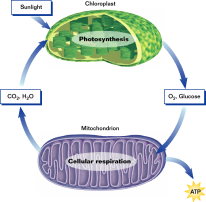 Sunlight
Chloroplast
Photosynthesis
CO₂, H₂O
O₂, Glucose
Mitochondrion
Cellular respiration
ATP